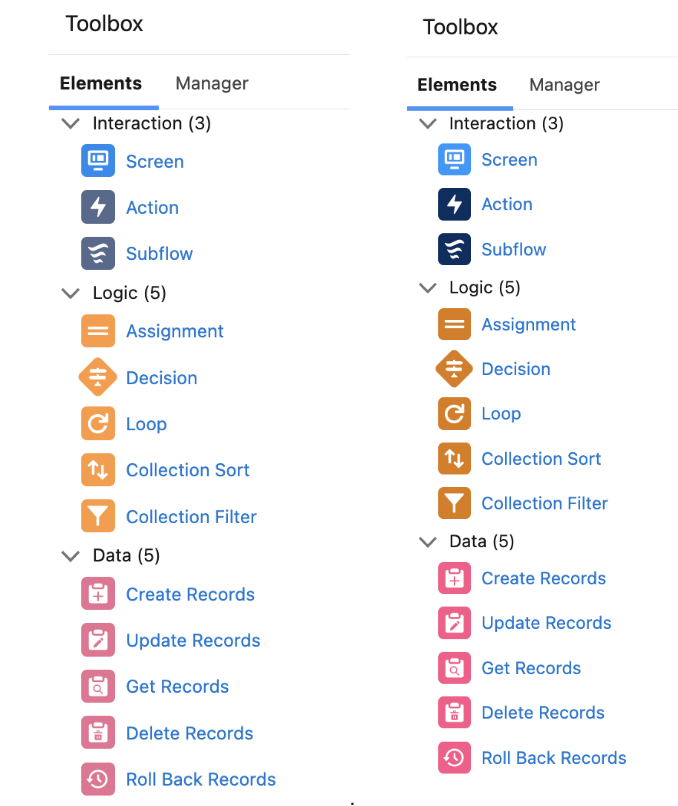 Toolbox
Elements Manager
Interaction (3)
Screen
Action
Subflow
Logic (5)
Assignment
Decision
Loop
Collection Sort
Collection Filter
Data (5)
Create Records
Update Records
Get Records
Delete Records
Roll Back Records
Toolbox
Elements Manager
Interaction (3)
Screen
Action
Subflow
Logic (5)
Assignment
Decision
Loop
Collection Sort
Collection Filter
Data (5)
Create Records
Update Records
Get Records
Delete Records
Roll Back Records